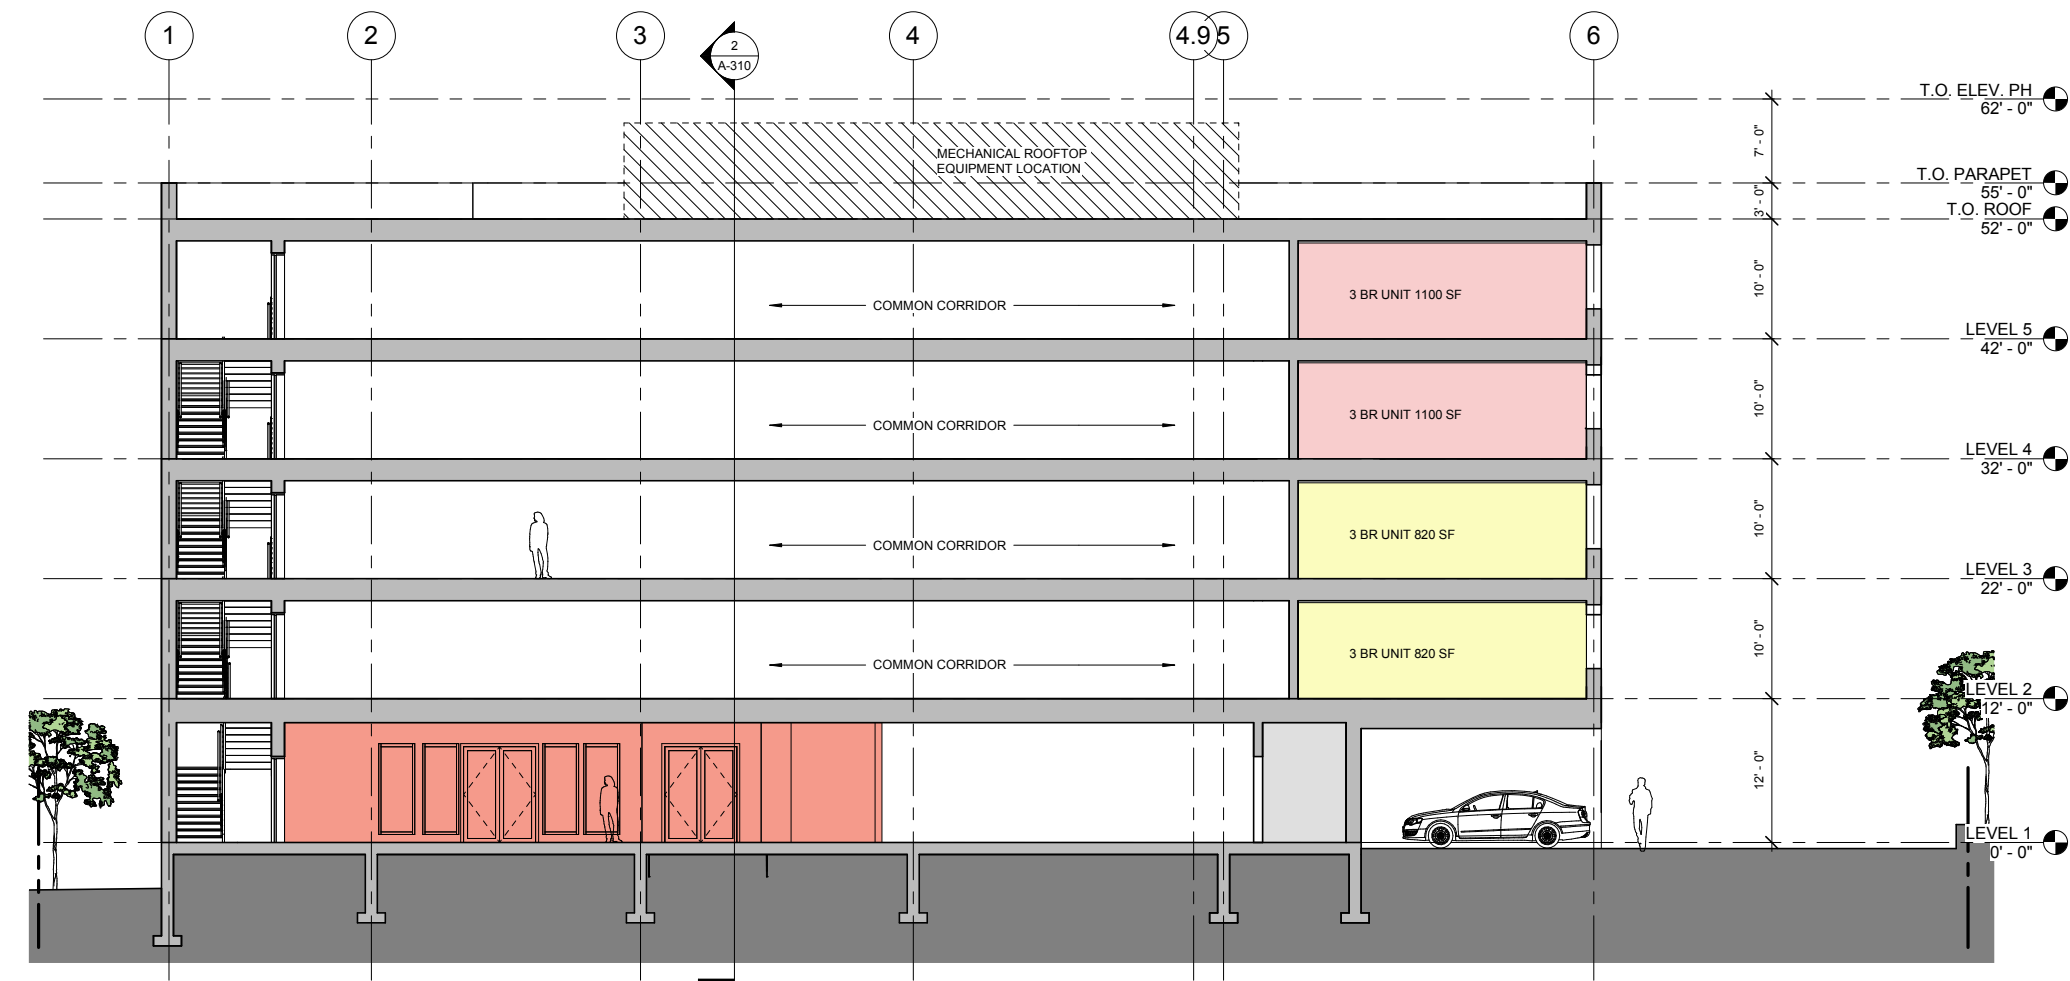 1
2
3
2
A-310
4
4.9
5
6
T.O. ELEV. PH
62' - 0"
7' - 0"
MECHANICAL ROOFTOP
EQUIPMENT LOCATION
T.O. PARAPET
55' - 0"
3' - 0"
T.O. ROOF
52' - 0"
10' - 0"
COMMON CORRIDOR
3 BR UNIT 1100 SF
LEVEL 5
42' - 0"
10' - 0"
COMMON CORRIDOR
3 BR UNIT 1100 SF
LEVEL 4
32' - 0"
10' - 0"
COMMON CORRIDOR
3 BR UNIT 820 SF
LEVEL 3
22' - 0"
10' - 0"
COMMON CORRIDOR
3 BR UNIT 820 SF
LEVEL 2
12' - 0"
12' - 0"
LEVEL 1
0' - 0"